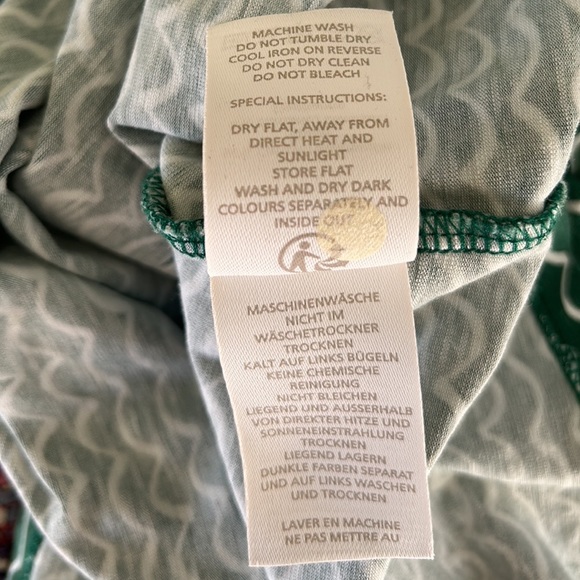 MACHINE WASH
DO NOT TUMBLE DRY
COOL IRON ON REVERSE
DO NOT DRY CLEAN
DO NOT BLEACH
SPECIAL INSTRUCTIONS:
DRY FLAT, AWAY FROM
DIRECT HEAT AND
SUNLIGHT
STORE FLAT
WASH AND DRY DARK
COLOURS SEPARATELY AND
INSIDE OUT
MASCHINENWÄSCHE
NICHT IM
WÄSCHETROCKNER
TROCKNEN
KALT AUF LINKS BÜGELN
KEINE CHEMISCHE
REINIGUNG
NICHT BLEICHEN
LIEGEND UND AUSSERHALB
VON DIREKTER HITZE UND
SONNENEINSTRAHLUNG
TROCKNEN
LIEGEND LAGERN
DUNKLE FARBEN SEPARAT
UND AUF LINKS WASCHEN
UND TROCKNEN
LAVER EN MACHINE
NE PAS METTRE AU